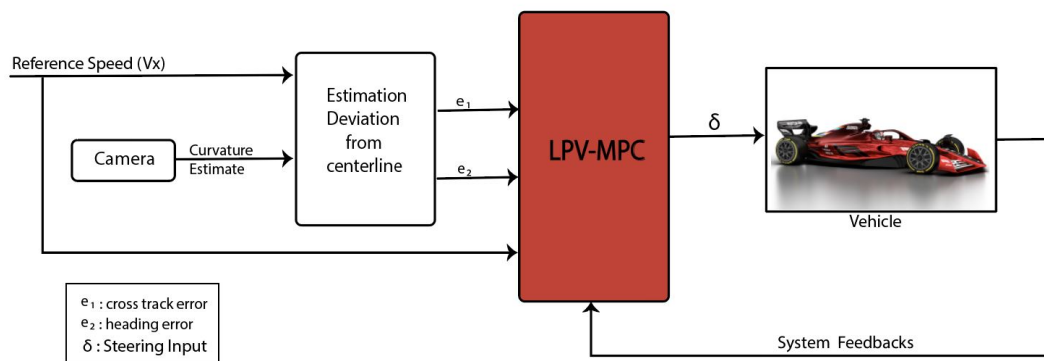 Reference Speed (Vx)
Camera
Curvature
Estimate
Estimation
Deviation
from
centerline
e₁
e₂
LPV-MPC
δ
Vehicle
System Feedbacks
e₁ : cross track error
e₂ : heading error
δ : Steering Input